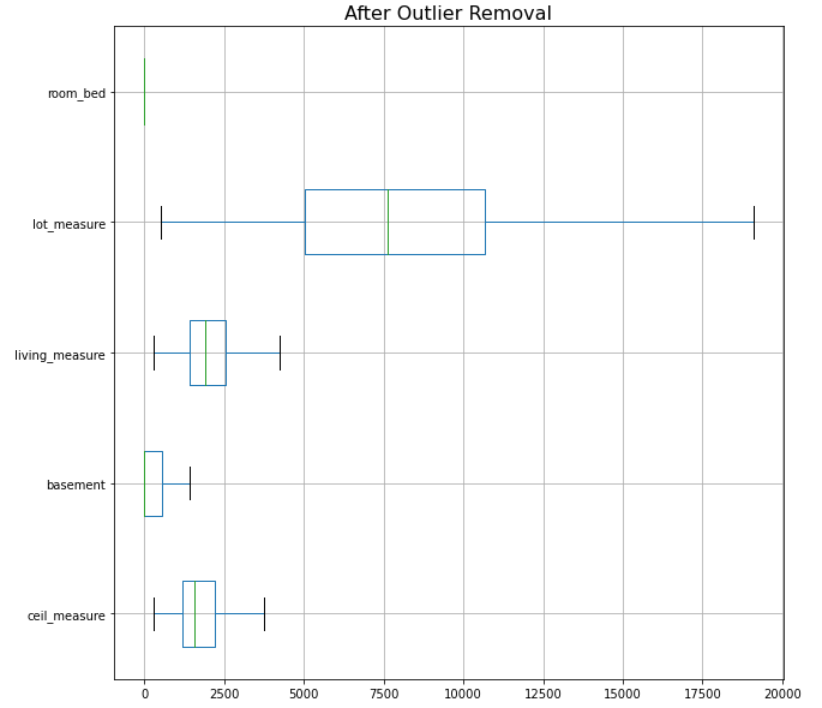 After Outlier Removal
room_bed
lot_measure
living_measure
basement
ceil_measure
0 2500 5000 7500 10000 12500 15000 17500 20000